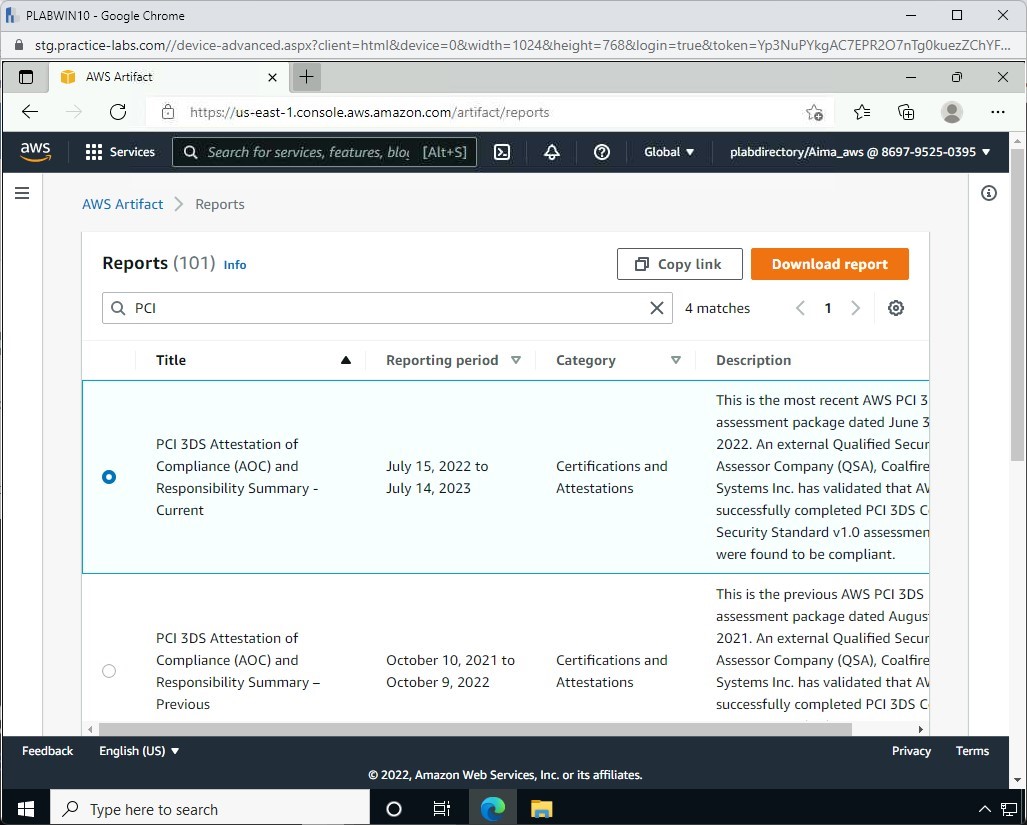 PLABWIN10 - Google Chrome
stg.practice-labs.com//device-advanced.aspx?client=html&device=0&width=1024&height=768&login=true&token=Yp3NuPYkgAC7EPR2O7nTg0kuezZChYF...
AWS Artifact
https://us-east-1.console.aws.amazon.com/artifact/reports
aws Services Search for services, features, blog [Alt+S] Global plabdirectory/Aima_aws @ 8697-9525-0395
AWS Artifact Reports
Reports (101) Info Copy link Download report
PCI 4 matches 1
Title Reporting period Category Description
PCI 3DS Attestation of
Compliance (AOC) and
Responsibility Summary -
Current
July 15, 2022 to
July 14, 2023
Certifications and
Attestations
This is the most recent AWS PCI 3
assessment package dated June 3
2022. An external Qualified Secur
Assessor Company (QSA), Coalfire
Systems Inc. has validated that AW
successfully completed PCI 3DS C
Security Standard v1.0 assessmen
were found to be compliant.
PCI 3DS Attestation of
Compliance (AOC) and
Responsibility Summary –
Previous
October 10, 2021 to
October 9, 2022
Certifications and
Attestations
This is the previous AWS PCI 3DS
assessment package dated Augus
2021. An external Qualified Secur
Assessor Company (QSA), Coalfire
Systems Inc. has validated that AW
successfully completed PCI 3DS C
Feedback English (US) Privacy Terms
© 2022, Amazon Web Services, Inc. or its affiliates.
Type here to search